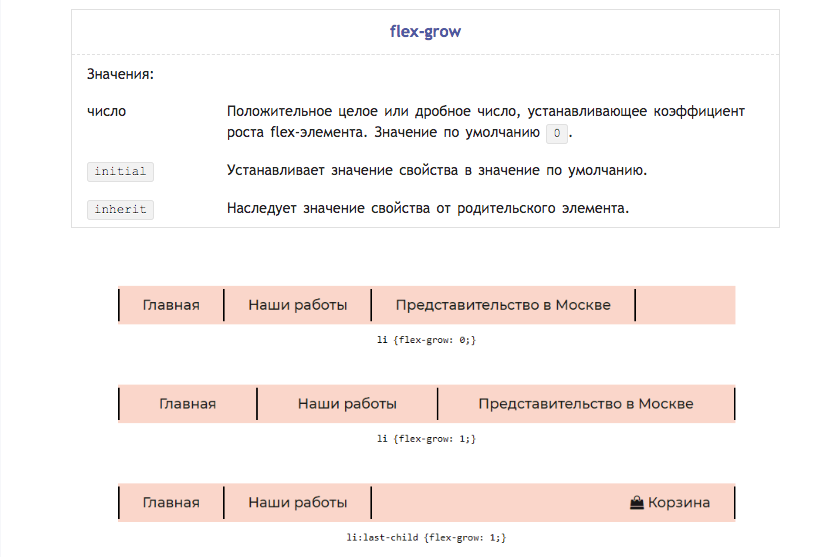 flex-grow
Значения:
число
Положительное целое или дробное число, устанавливающее коэффициент
роста flex-элемента. Значение по умолчанию 0.
initial
Устанавливает значение свойства в значение по умолчанию.
inherit
Наследует значение свойства от родительского элемента.
Главная Наши работы Представительство в Москве
li {flex-grow: 0;}
Главная Наши работы Представительство в Москве
li {flex-grow: 1;}
Главная Наши работы Корзина
li:last-child {flex-grow: 1;}